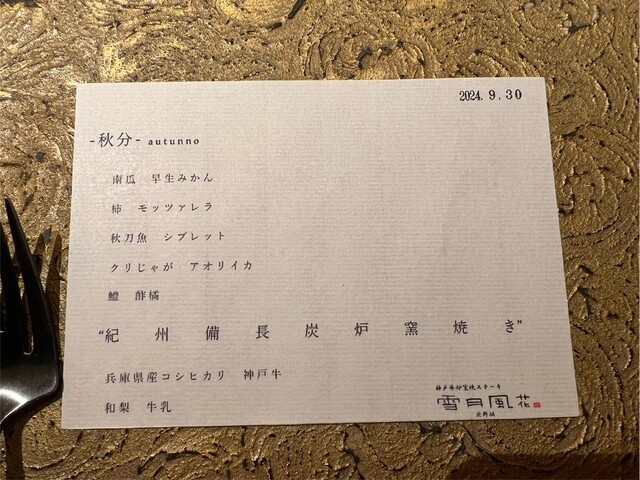 2024. 9. 30
-秋分- autunno
南瓜 早生みかん
柿 モッツァレラ
秋刀魚 シブレット
クリじゃが アオリイカ
鱧 酢橘
“紀州備長炭炉窯焼き”
兵庫県産コシヒカリ 神戸牛
和梨 牛乳
神戸牛炉窯焼ステーキ
雪月風花
北野坂